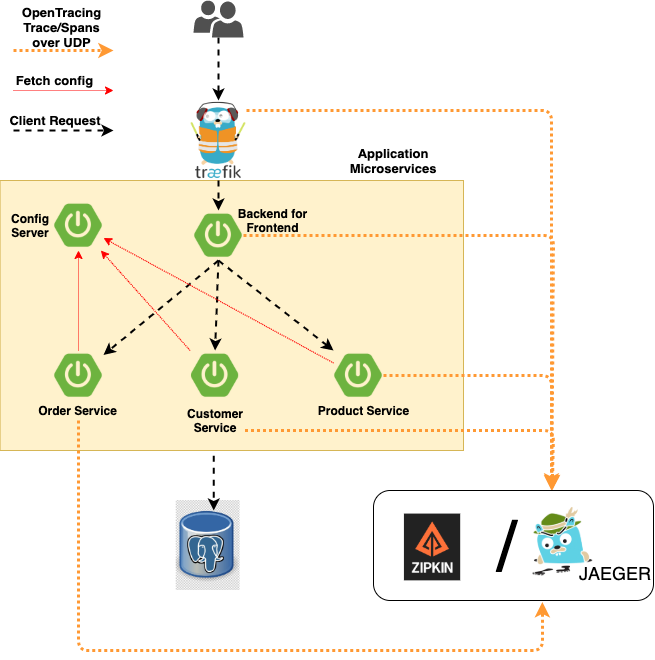 OpenTracing
Trace/Spans
over UDP
Fetch config
Client Request
træfik
Application
Microservices
Config
Server
Backend for
Frontend
Order Service
Customer
Service
Product Service
ZIPKIN
/
JAEGER